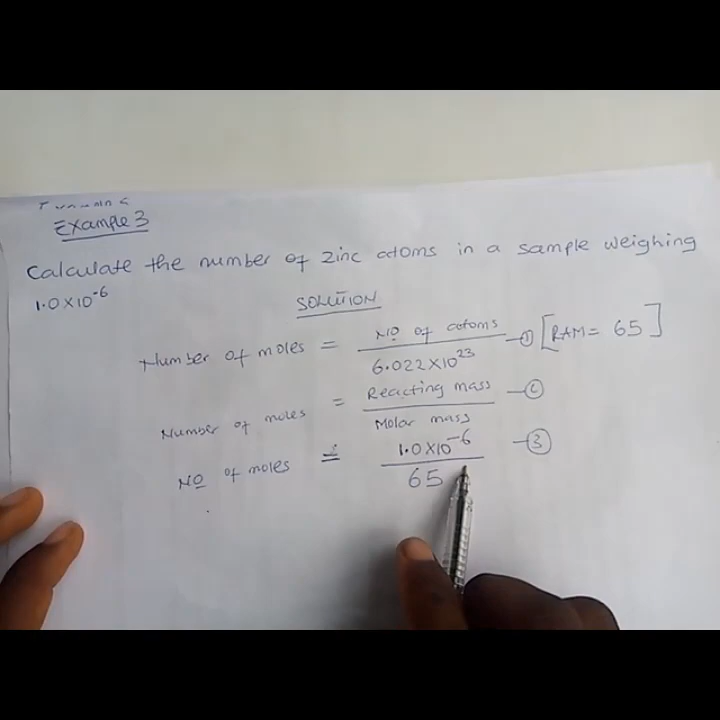 Example 3
Calculate the number of zinc atoms in a sample weighing
1.0×10⁻⁶
SOLUTION
Number of moles = No of atoms / 6.022×10²³ —① [RAM = 65]
Number of moles = Reacting mass / Molar mass —②
No of moles = 1.0×10⁻⁶ / 65 —③